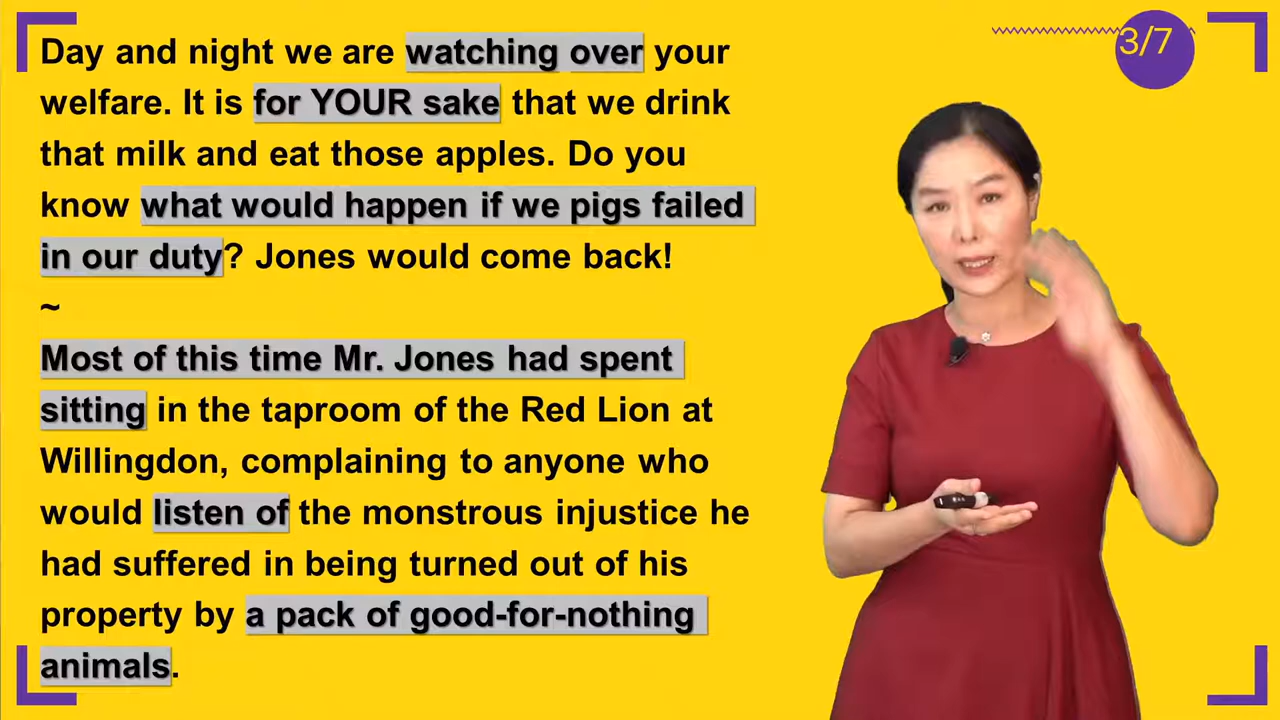 3/7
Day and night we are watching over your
welfare. It is for YOUR sake that we drink
that milk and eat those apples. Do you
know what would happen if we pigs failed
in our duty? Jones would come back!
~
Most of this time Mr. Jones had spent
sitting in the taproom of the Red Lion at
Willingdon, complaining to anyone who
would listen of the monstrous injustice he
had suffered in being turned out of his
property by a pack of good-for-nothing
animals.